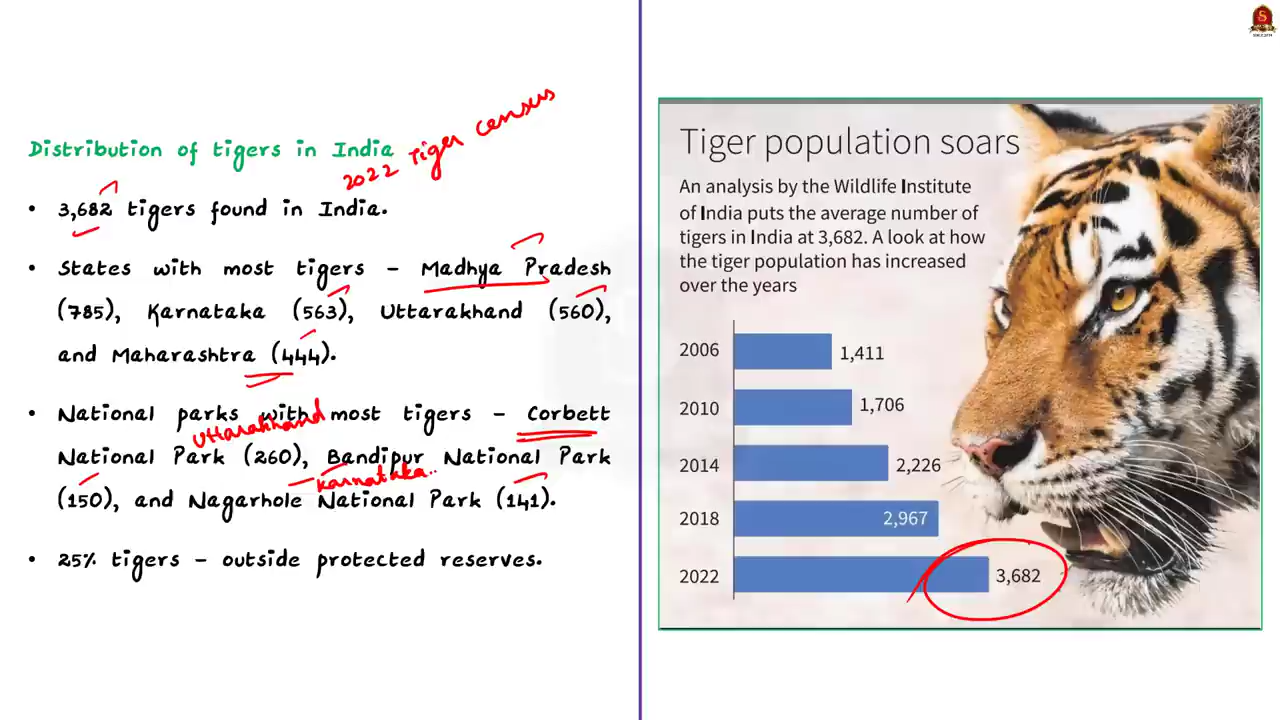 Distribution of tigers in India
2022 Tiger census
• 3,682 tigers found in India.
• States with most tigers – Madhya Pradesh
(785), Karnataka (563), Uttarakhand (560),
and Maharashtra (444).
• National parks with most tigers – Corbett
Uttarakhand
National Park (260), Bandipur National Park
Karnataka..
(150), and Nagarhole National Park (141).
• 25% tigers – outside protected reserves.
Tiger population soars
An analysis by the Wildlife Institute
of India puts the average number of
tigers in India at 3,682. A look at how
the tiger population has increased
over the years
2006 1,411
2010 1,706
2014 2,226
2018 2,967
2022 3,682
S